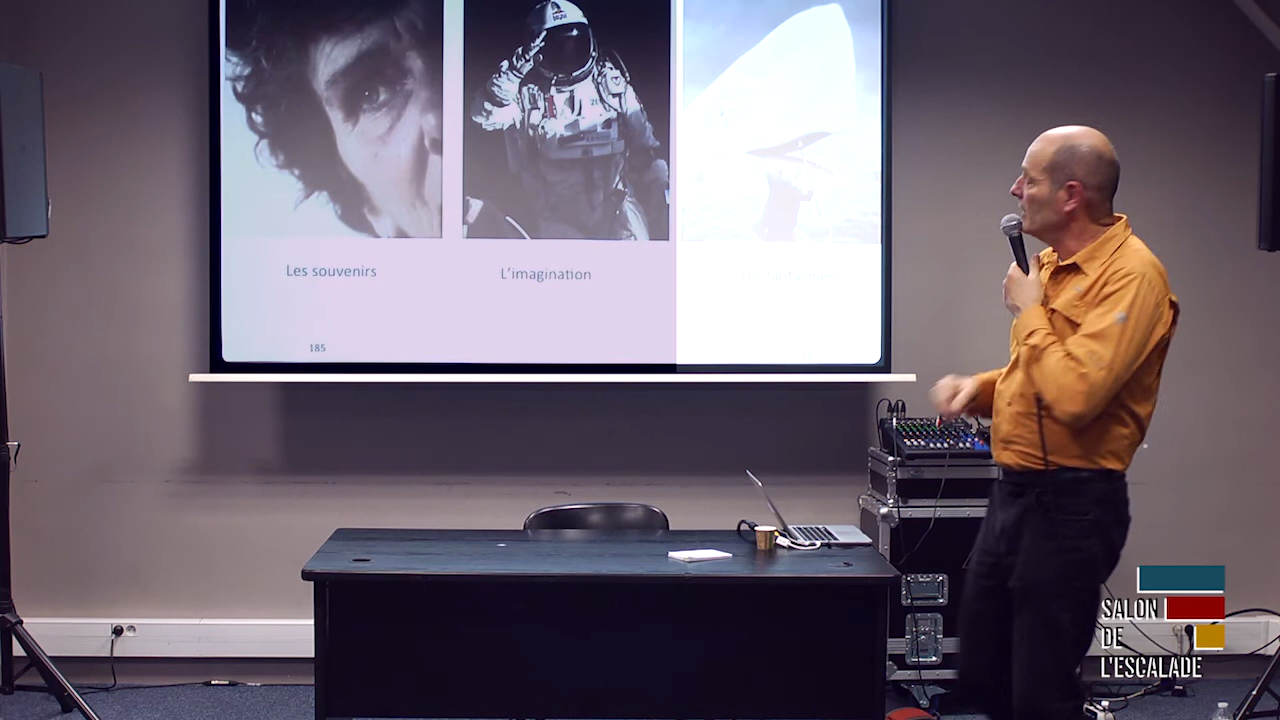 Les souvenirs
L'imagination
185
SALON
DE
L'ESCALADE